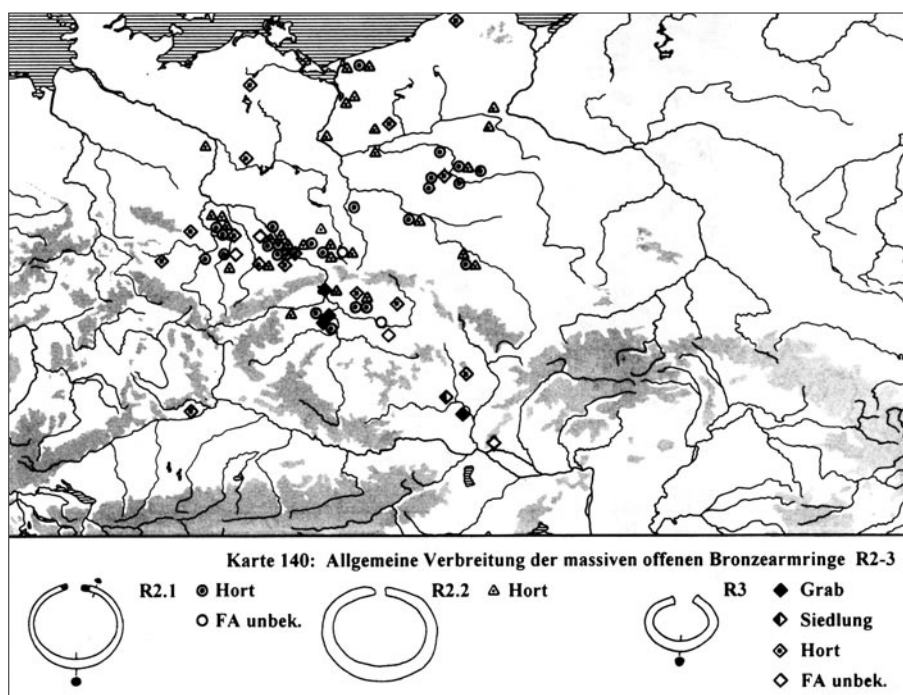 Karte 140: Allgemeine Verbreitung der massiven offenen Bronzearmringe R2-3
R2.1 Hort
FA unbek.
R2.2 Hort
R3 Grab
Siedlung
Hort
FA unbek.